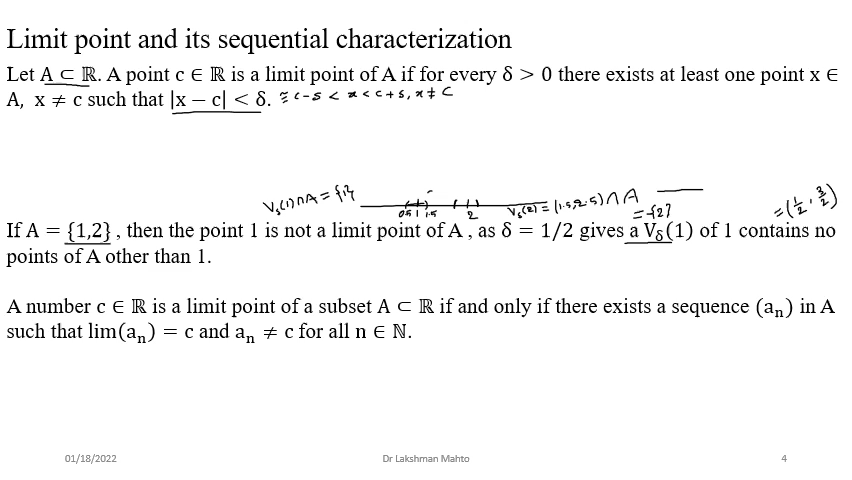 Limit point and its sequential characterization
Let A ⊂ ℝ. A point c ∈ ℝ is a limit point of A if for every δ > 0 there exists at least one point x ∈
A, x ≠ c such that |x − c| < δ. ≡ c-δ < x < c+δ, x ≠ c
V_δ(1)∩A = {1}
0.5 1 1.5 2 V_δ(2) = (1.5, 2.5) ∩ A
= {2}
= (1/2, 3/2)
If A = {1,2} , then the point 1 is not a limit point of A , as δ = 1/2 gives a V_δ(1) of 1 contains no
points of A other than 1.
A number c ∈ ℝ is a limit point of a subset A ⊂ ℝ if and only if there exists a sequence (a_n) in A
such that lim(a_n) = c and a_n ≠ c for all n ∈ ℕ.
01/18/2022 Dr Lakshman Mahto 4